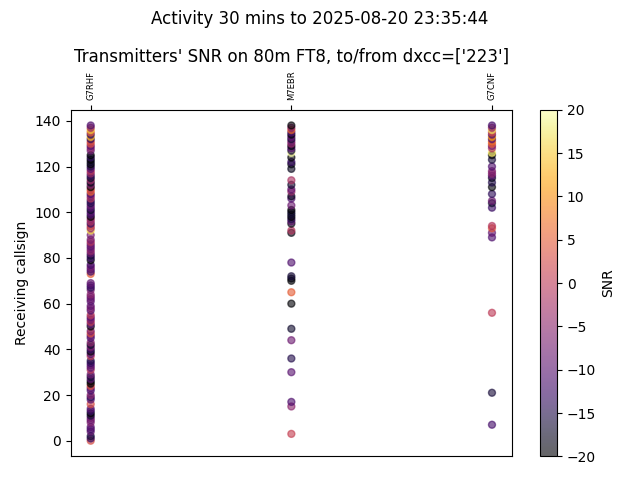 Activity 30 mins to 2025-08-20 23:35:44
Transmitters' SNR on 80m FT8, to/from dxcc=['223']
G7RHF
M7EBR
G7CNF
140
120
100
80
60
40
20
0
Receiving callsign
20
15
10
5
0
−5
−10
−15
−20
SNR